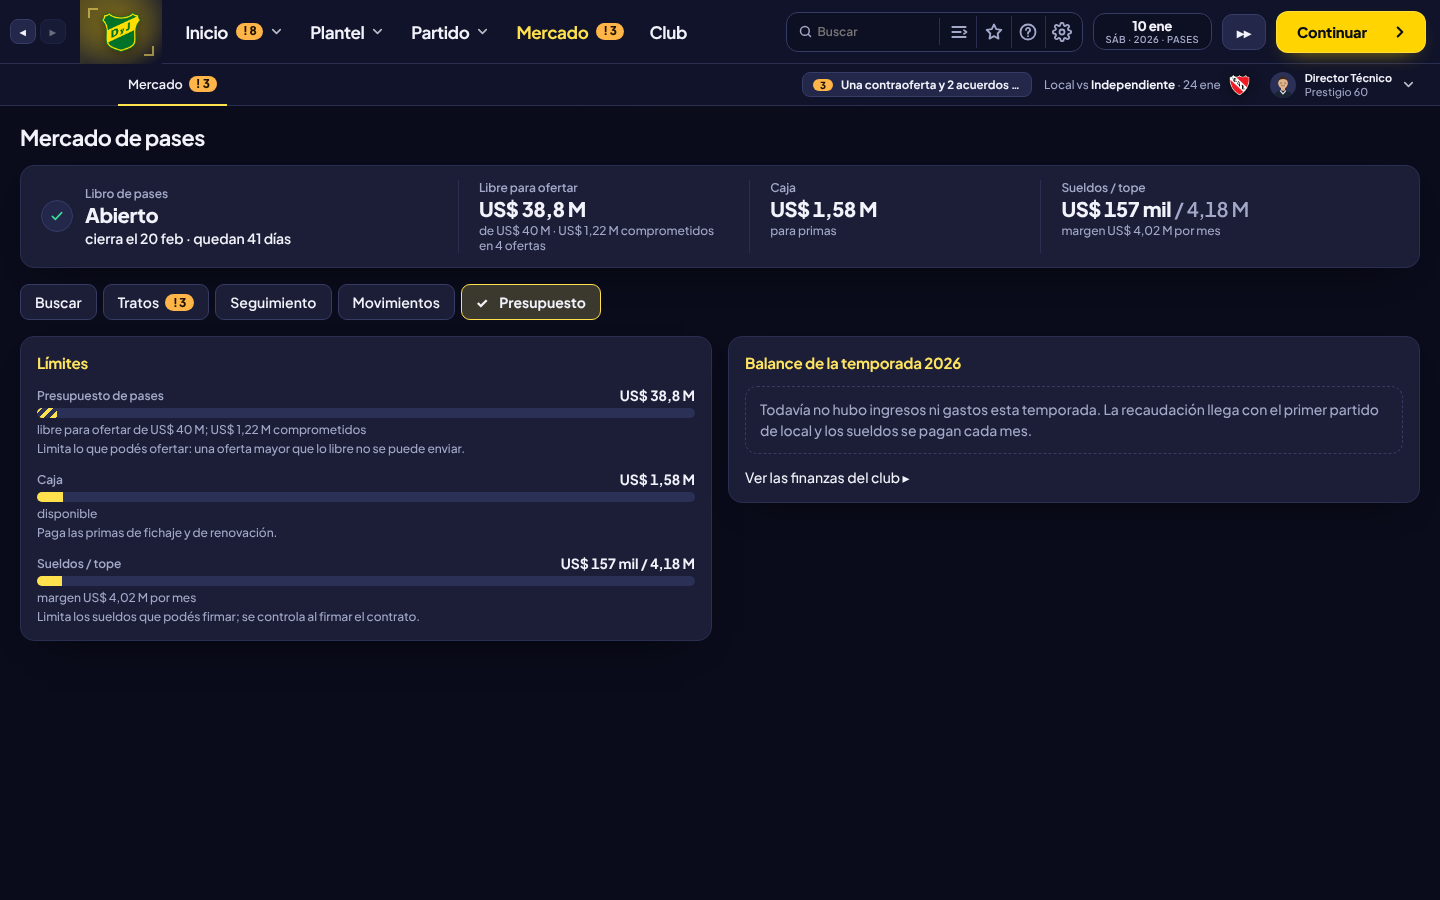 DYJ
Inicio !8
Plantel
Partido
Mercado !3
Club
Buscar
10 ene
SÁB · 2026 · PASES
Continuar
Mercado !3
3 Una contraoferta y 2 acuerdos ...
Local vs Independiente · 24 ene
Director Técnico
Prestigio 60
Mercado de pases
Libro de pases
Abierto
cierra el 20 feb · quedan 41 días
Libre para ofertar
US$ 38,8 M
de US$ 40 M · US$ 1,22 M comprometidos
en 4 ofertas
Caja
US$ 1,58 M
para primas
Sueldos / tope
US$ 157 mil / 4,18 M
margen US$ 4,02 M por mes
Buscar
Tratos !3
Seguimiento
Movimientos
Presupuesto
Límites
Presupuesto de pases US$ 38,8 M
libre para ofertar de US$ 40 M; US$ 1,22 M comprometidos
Limita lo que podés ofertar: una oferta mayor que lo libre no se puede enviar.
Caja US$ 1,58 M
disponible
Paga las primas de fichaje y de renovación.
Sueldos / tope US$ 157 mil / 4,18 M
margen US$ 4,02 M por mes
Limita los sueldos que podés firmar; se controla al firmar el contrato.
Balance de la temporada 2026
Todavía no hubo ingresos ni gastos esta temporada. La recaudación llega con el primer partido
de local y los sueldos se pagan cada mes.
Ver las finanzas del club ▸